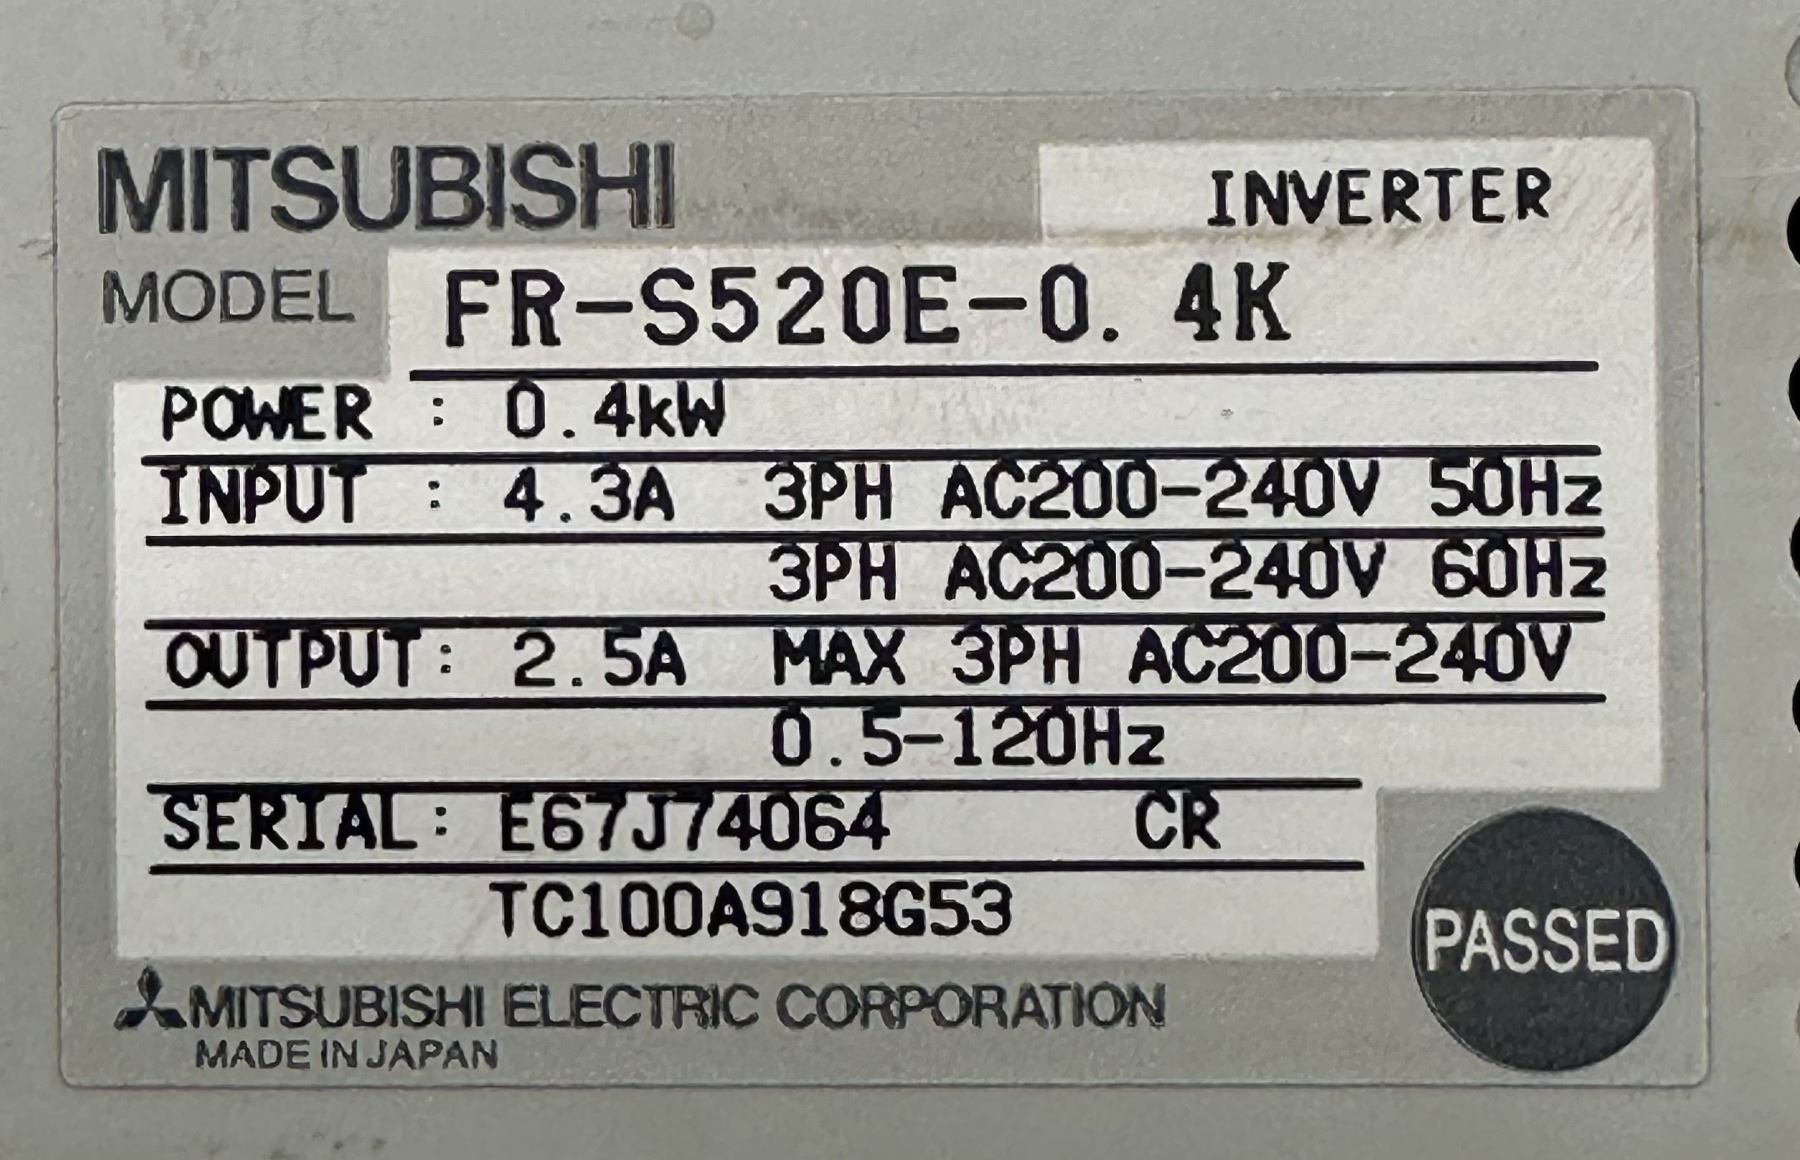 MITSUBISHI
INVERTER
MODEL FR-S520E-0.4K
POWER : 0.4kW
INPUT : 4.3A 3PH AC200-240V 50Hz
3PH AC200-240V 60Hz
OUTPUT: 2.5A MAX 3PH AC200-240V
0.5-120Hz
SERIAL: E67J74064 CR
TC100A918G53
PASSED
MITSUBISHI ELECTRIC CORPORATION
MADE IN JAPAN